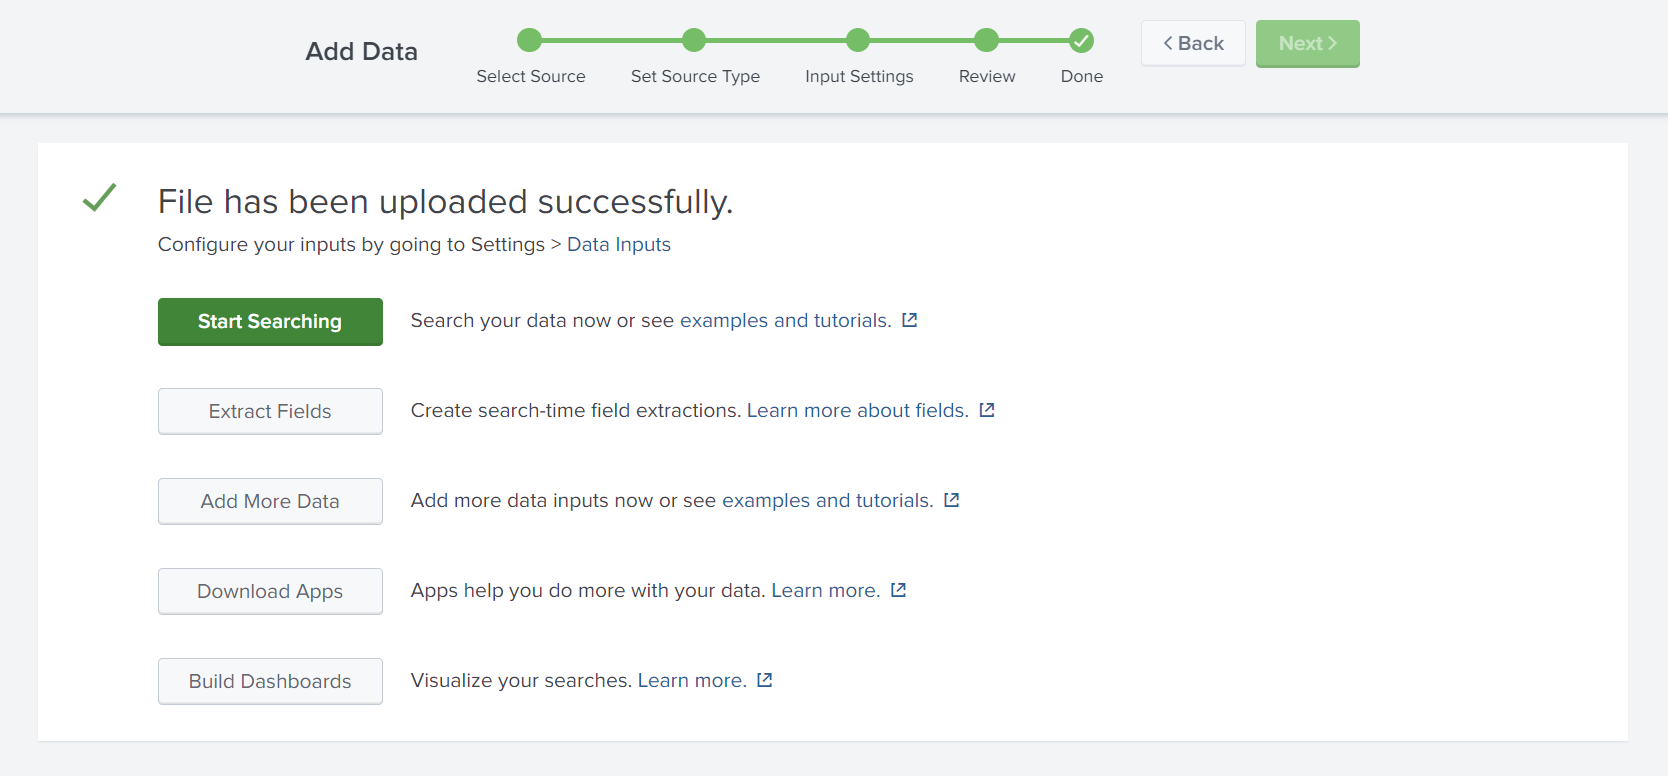 Add Data
Select Source
Set Source Type
Input Settings
Review
Done
Back
Next
File has been uploaded successfully.
Configure your inputs by going to Settings > Data Inputs
Start Searching
Search your data now or see examples and tutorials.
Extract Fields
Create search-time field extractions. Learn more about fields.
Add More Data
Add more data inputs now or see examples and tutorials.
Download Apps
Apps help you do more with your data. Learn more.
Build Dashboards
Visualize your searches. Learn more.